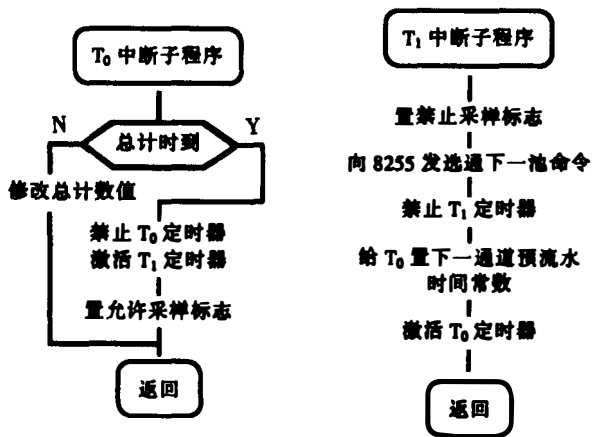 T₀ 中断子程序
N
总计时到
Y
修改总计数值
禁止 T₀ 定时器
激活 T₁ 定时器
置允许采样标志
返回
T₁ 中断子程序
置禁止采样标志
向 8255 发选通下一池命令
禁止 T₁ 定时器
给 T₀ 置下一通道预流水
时间常数
激活 T₀ 定时器
返回